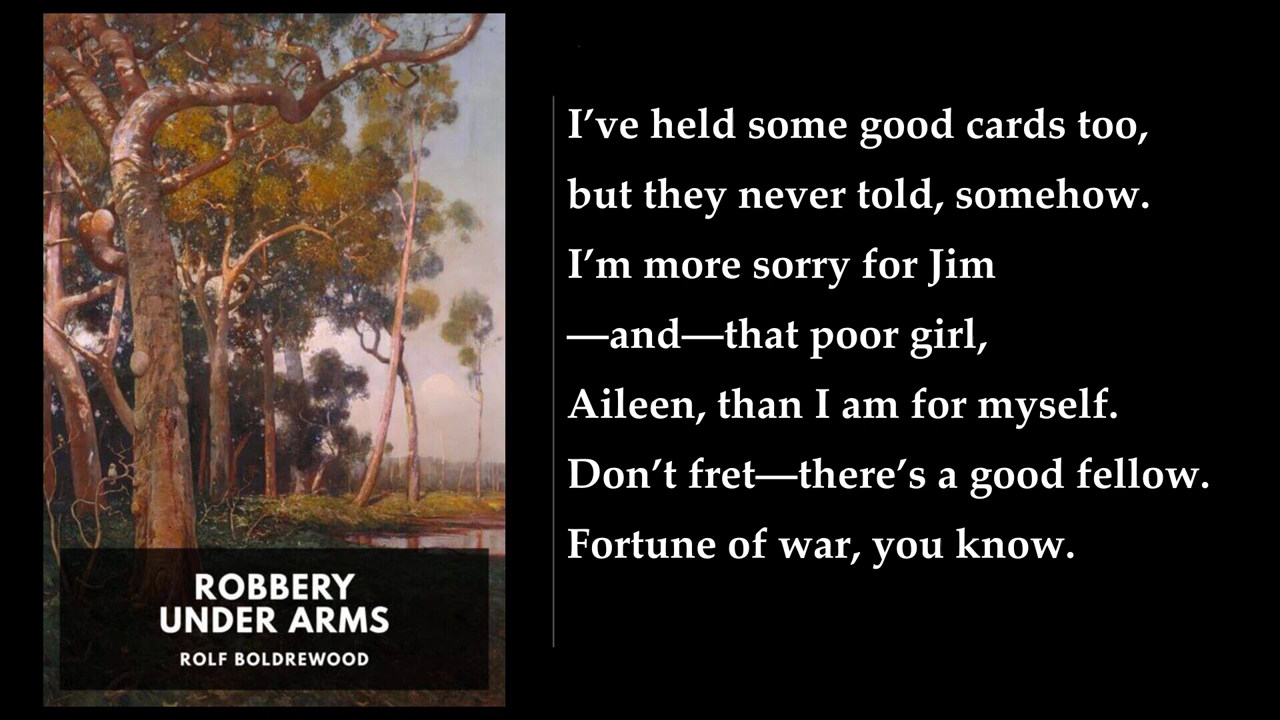 I’ve held some good cards too,
but they never told, somehow.
I’m more sorry for Jim
—and—that poor girl,
Aileen, than I am for myself.
Don’t fret—there’s a good fellow.
Fortune of war, you know.
ROBBERY
UNDER ARMS
ROLF BOLDREWOOD